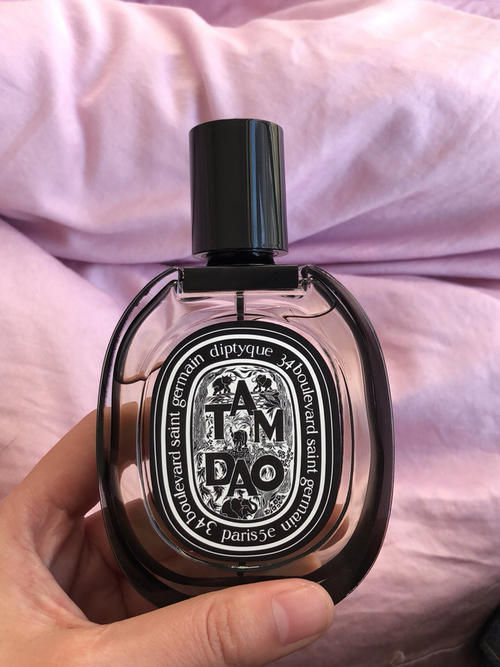 diptyque 34 boulevard saint germain paris 5e 34 boulevard saint germain
TAM
DAO